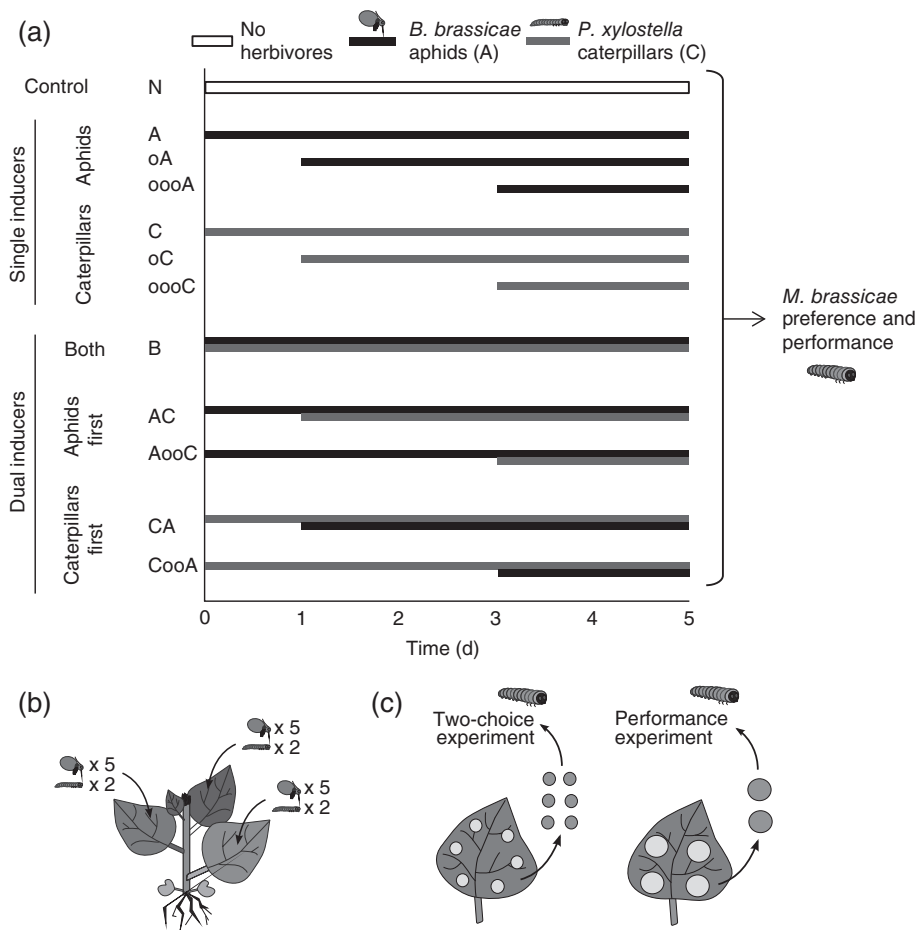 (a)
No
herbivores
B. brassicae
aphids (A)
P. xylostella
caterpillars (C)
Control
N
Single inducers
Aphids
A
oA
oooA
Caterpillars
C
oC
oooC
Dual inducers
Both
B
Aphids
first
AC
AooC
Caterpillars
first
CA
CooA
0 1 2 3 4 5
Time (d)
M. brassicae
preference and
performance
(b)
x 5
x 2
x 5
x 2
x 5
x 2
(c)
Two-choice
experiment
Performance
experiment